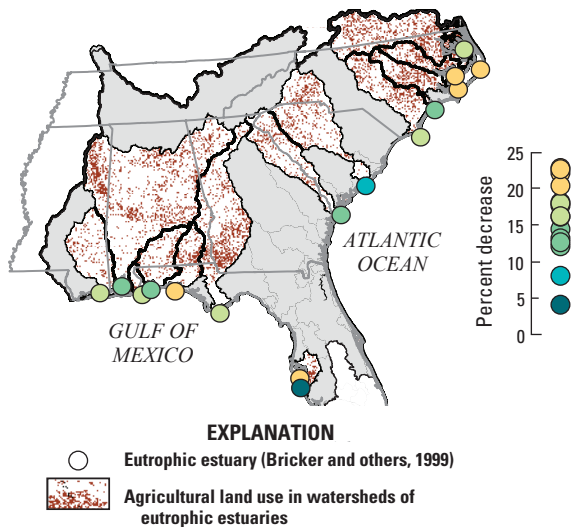 ATLANTIC
OCEAN
GULF OF
MEXICO
Percent decrease
25
20
15
10
5
0
EXPLANATION
Eutrophic estuary (Bricker and others, 1999)
Agricultural land use in watersheds of
eutrophic estuaries